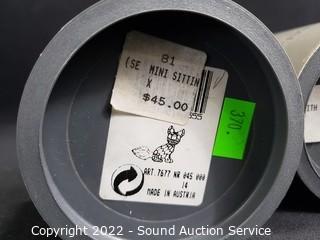 81
(SE MINI SITTIN
X
$45.00
355
370.
ITH
ART.7677 NR 045 000
14
MADE IN AUSTRIA
Copyright 2022 - Sound Auction Service